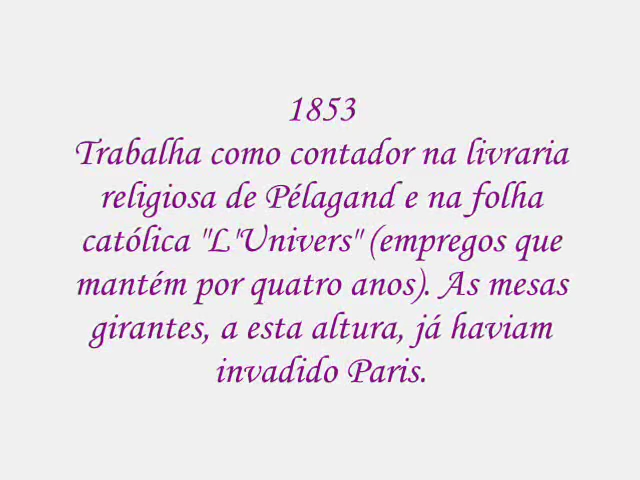 1853
Trabalha como contador na livraria
religiosa de Pélagand e na folha
católica "L'Univers" (empregos que
mantém por quatro anos). As mesas
girantes, a esta altura, já haviam
invadido Paris.